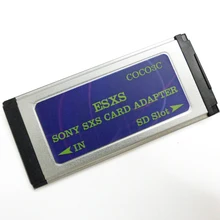 COCO3C
ESXS
SONY SXS CARD ADAPTER
SD Slot
IN